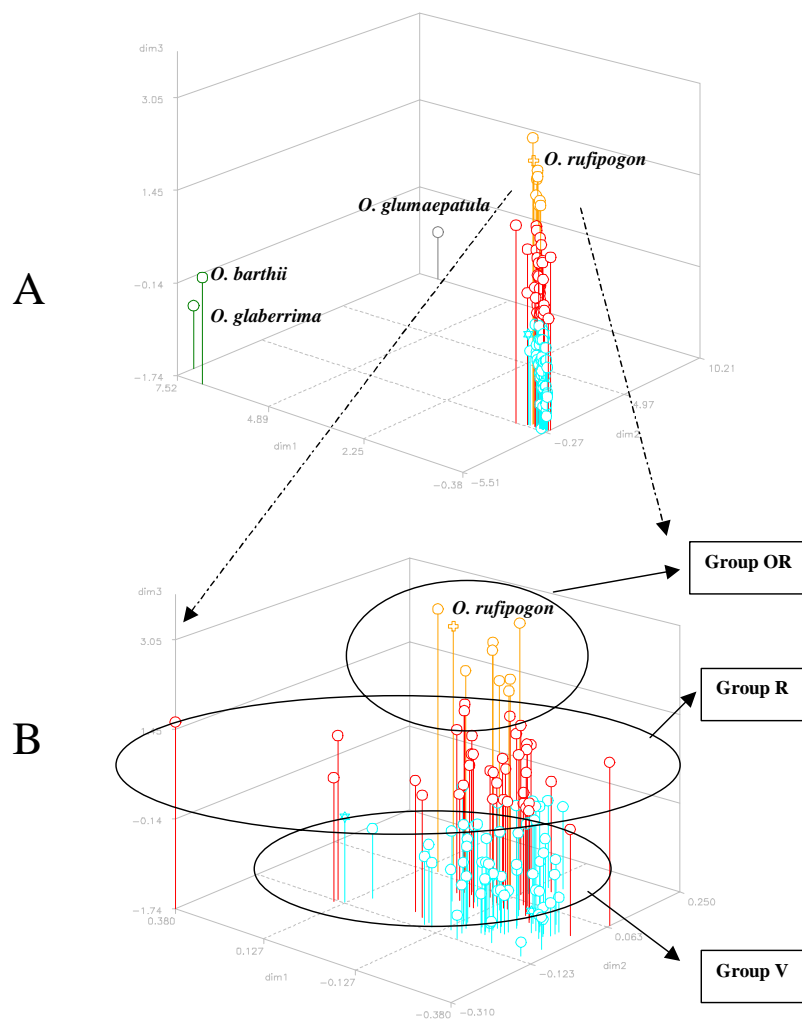 dim3
3.05
1.45
-0.14
-1.74
7.52
4.89
2.25
-0.38
dim1
-5.51
-0.27
4.97
10.21
dim2
O. rufipogon
O. glumaepatula
O. barthii
O. glaberrima
A
Group OR
dim3
3.05
1.45
-0.14
-1.74
0.380
0.127
-0.127
-0.380
dim1
-0.310
-0.123
0.063
0.250
dim2
O. rufipogon
Group R
B
Group V